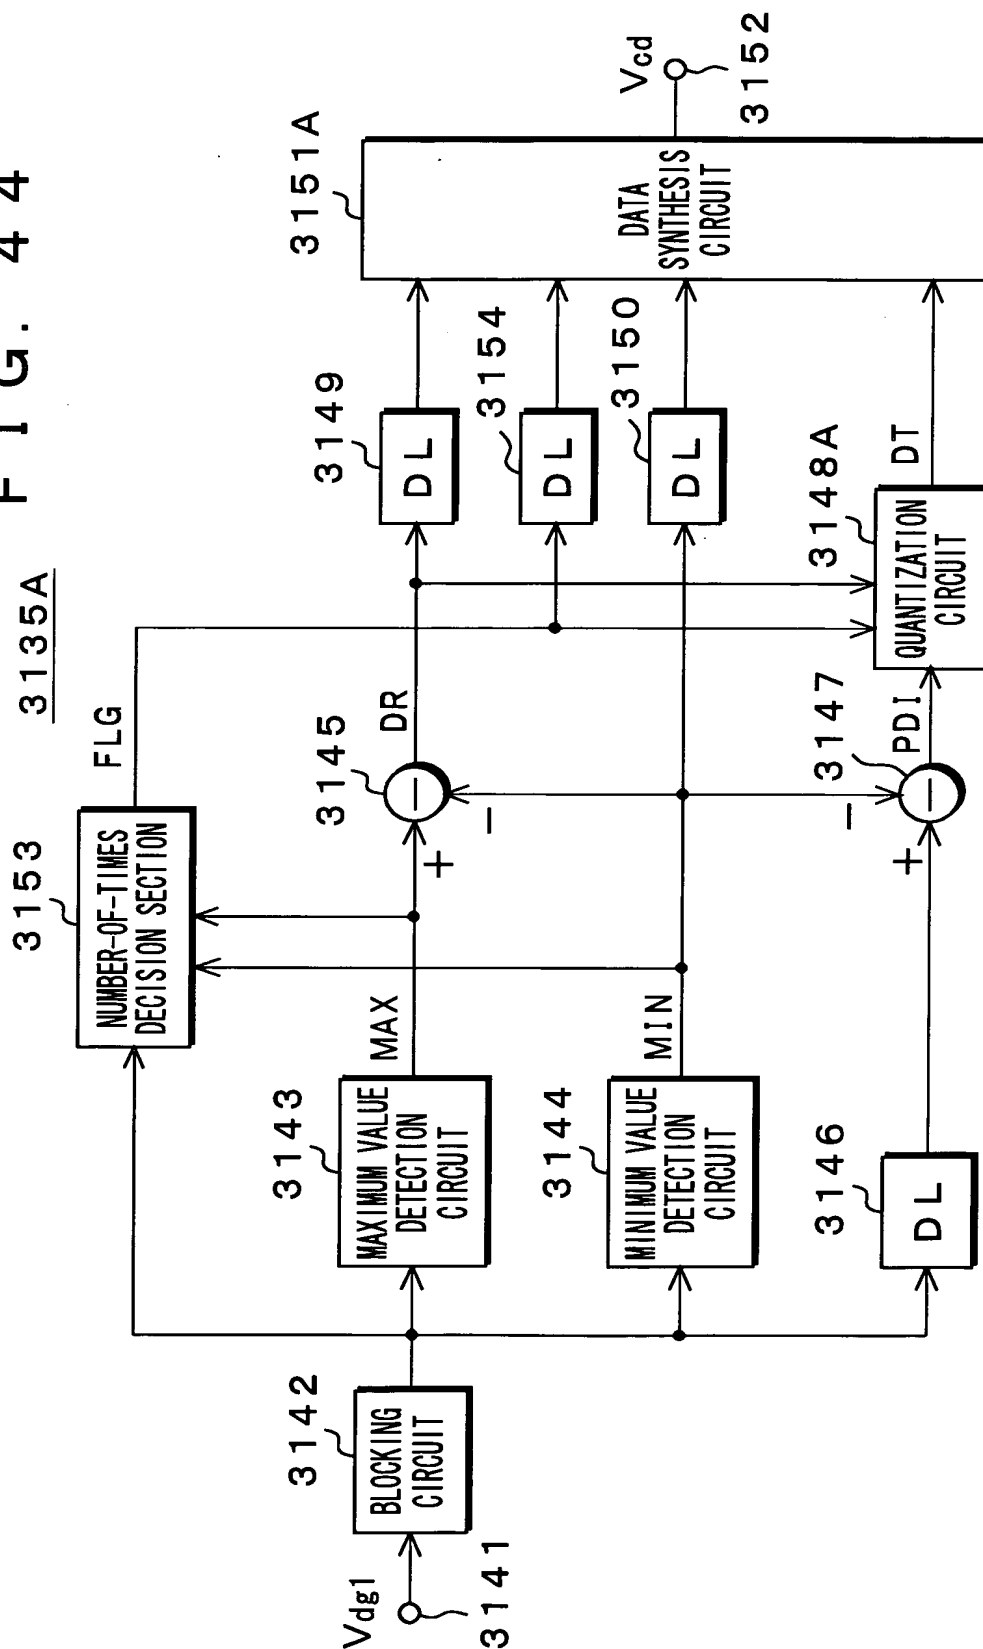 FIG. 44
3135A
3153
NUMBER-OF-TIMES
DECISION SECTION
FLG
3151A
DATA
SYNTHESIS
CIRCUIT
Vcd
3152
Vdg1
3141
3142
BLOCKING
CIRCUIT
3143
MAXIMUM VALUE
DETECTION
CIRCUIT
MAX
+
-
3145
DR
3149
DL
3154
DL
3144
MINIMUM VALUE
DETECTION
CIRCUIT
MIN
3150
DL
3146
DL
+
-
3147
PDI
3148A
QUANTIZATION
CIRCUIT
DT